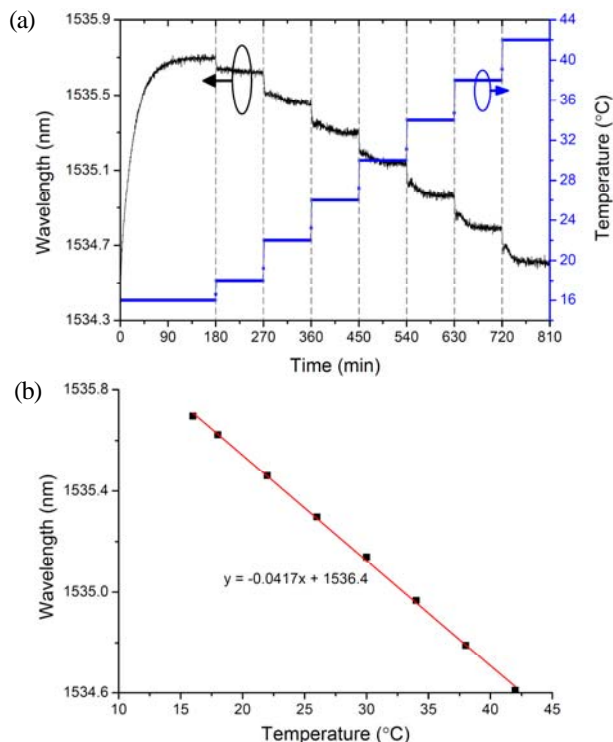 (a)
1535.9
1535.5
1535.1
1534.7
1534.3
Wavelength (nm)
44
40
36
32
28
24
20
16
Temperature (°C)
0 90 180 270 360 450 540 630 720 810
Time (min)
(b)
1535.8
1535.4
1535.0
1534.6
Wavelength (nm)
y = -0.0417x + 1536.4
10 15 20 25 30 35 40 45
Temperature (°C)